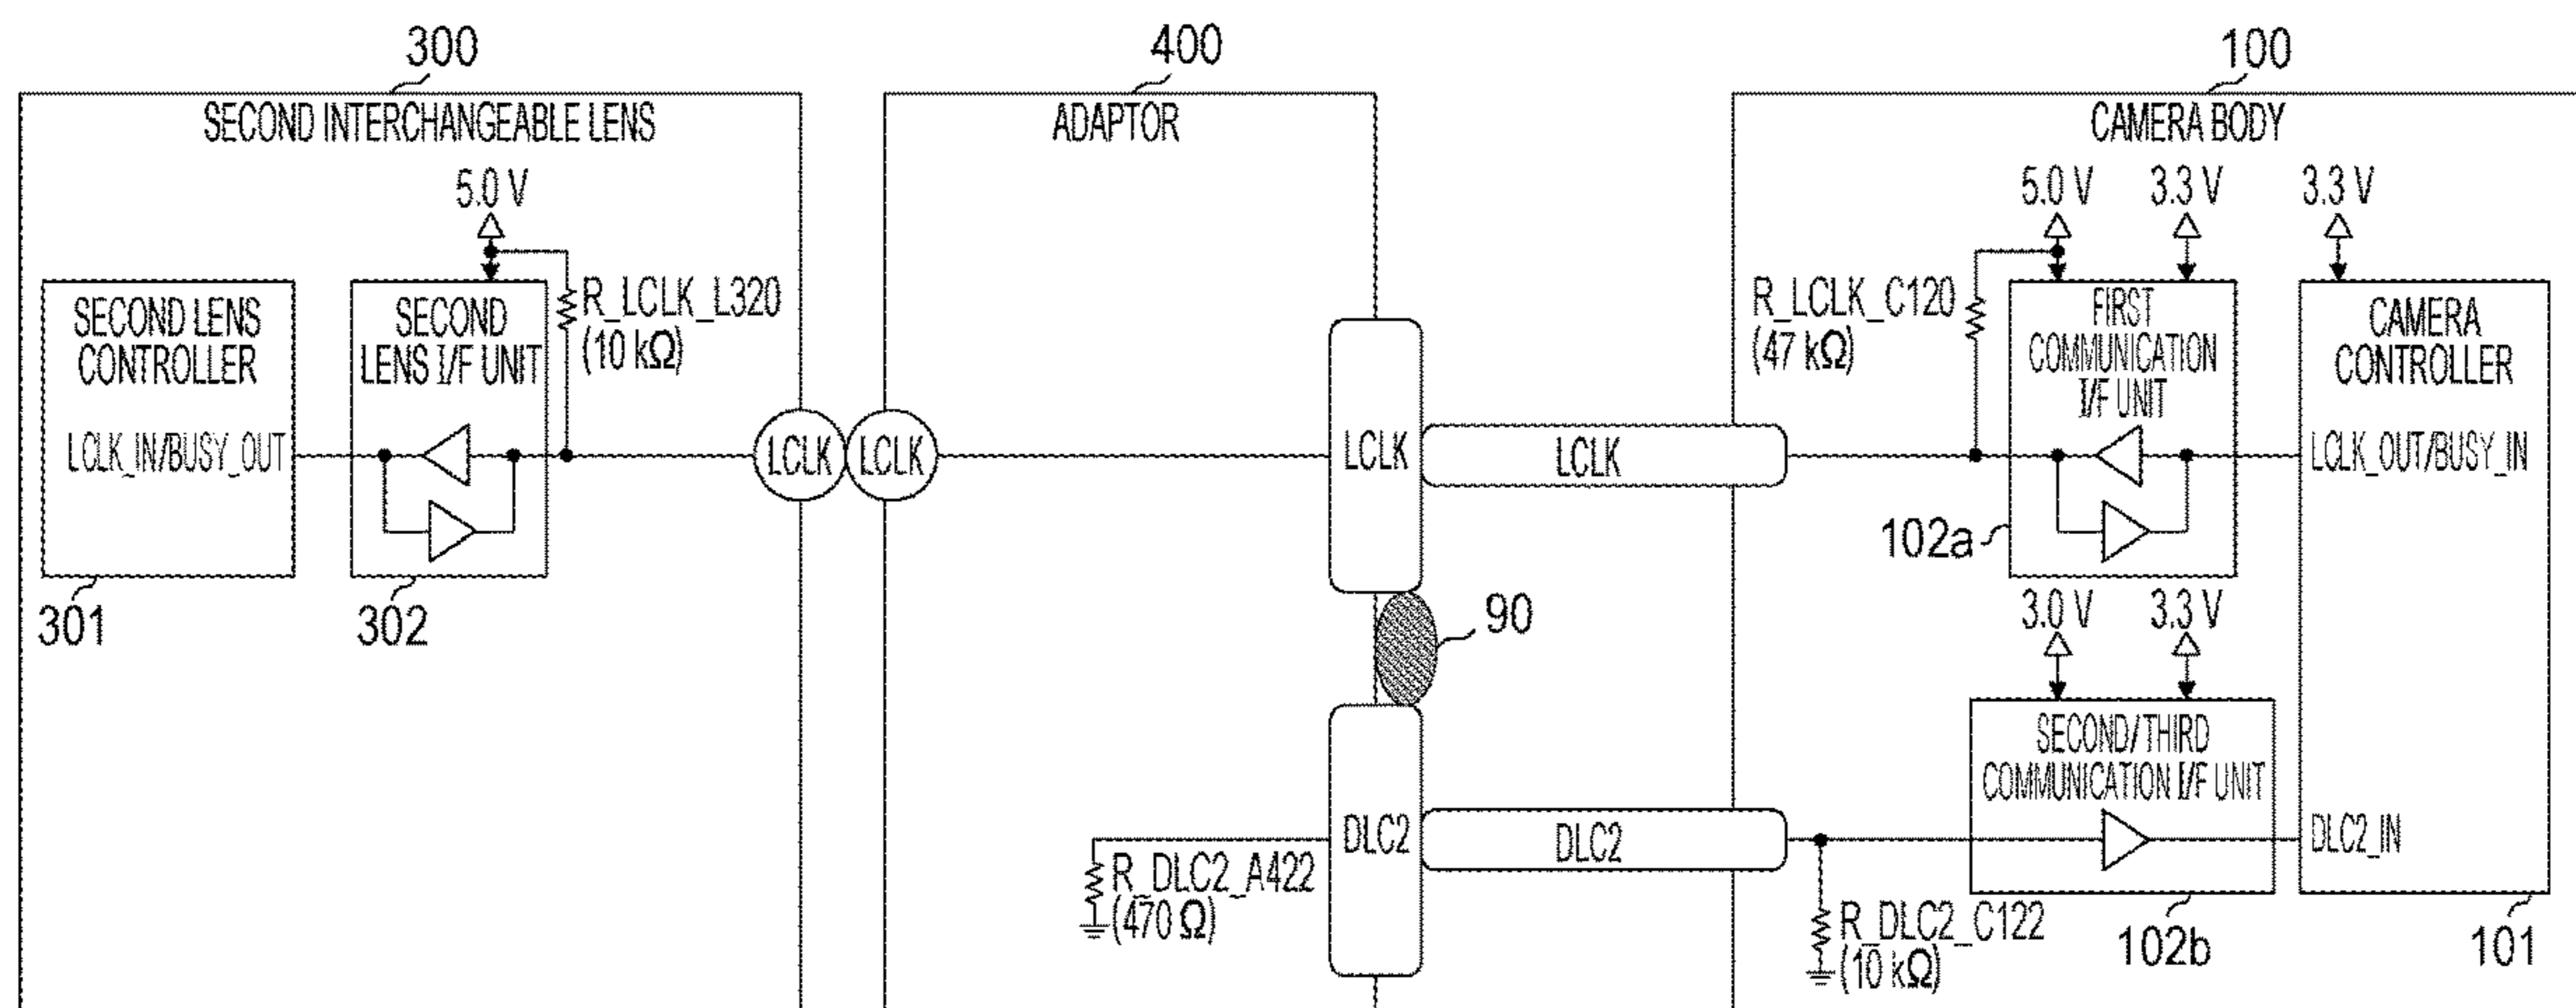 300
400
100
SECOND INTERCHANGEABLE LENS
ADAPTOR
CAMERA BODY
5.0 V
5.0 V
3.3 V
3.3 V
SECOND LENS
CONTROLLER
LCLK_IN/BUSY_OUT
301
SECOND
LENS I/F UNIT
302
R_LCLK_L320
(10 kΩ)
LCLK
LCLK
LCLK
LCLK
R_LCLK_C120
(47 kΩ)
FIRST
COMMUNICATION
I/F UNIT
102a
CAMERA
CONTROLLER
LCLK_OUT/BUSY_IN
90
3.0 V
3.3 V
SECOND/THIRD
COMMUNICATION I/F UNIT
DLC2
DLC2
DLC2_IN
R_DLC2_A422
(470 Ω)
R_DLC2_C122
(10 kΩ)
102b
101